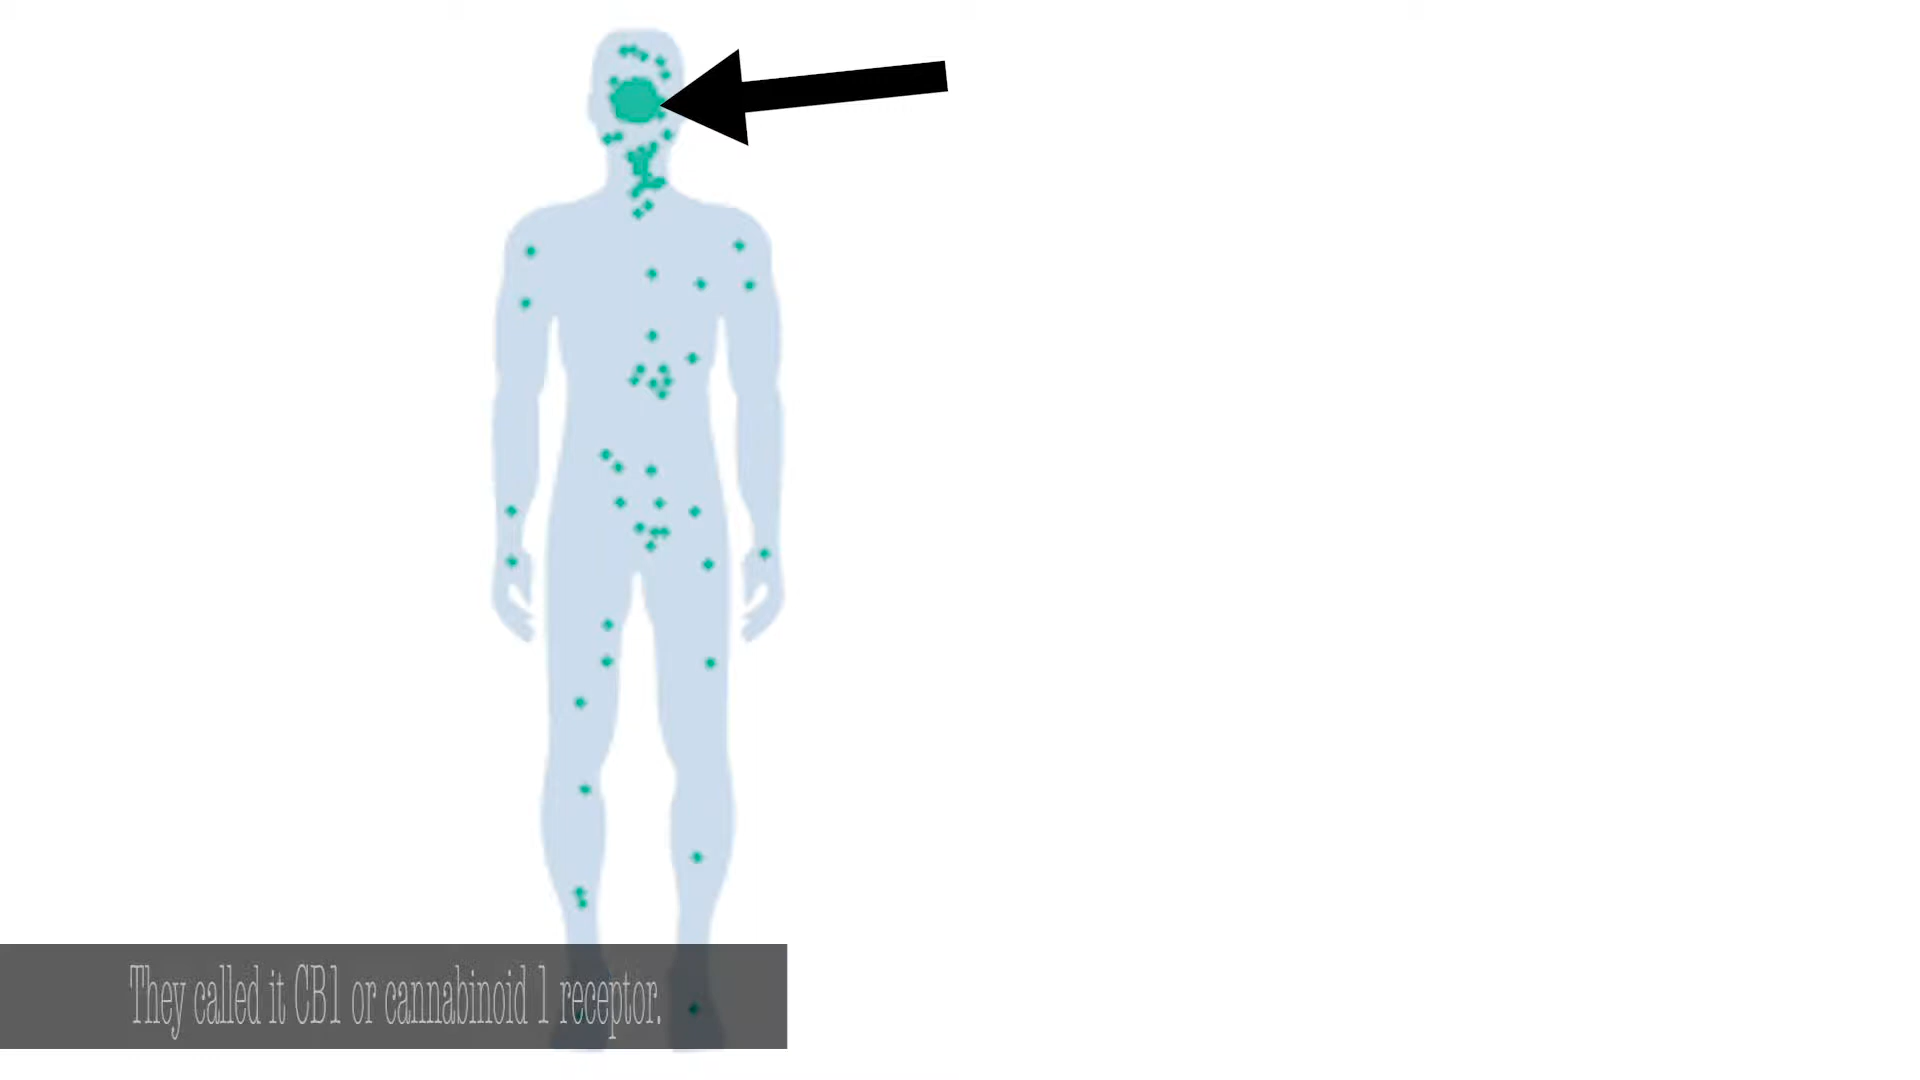 They called it CB1 or cannabinoid 1 receptor.